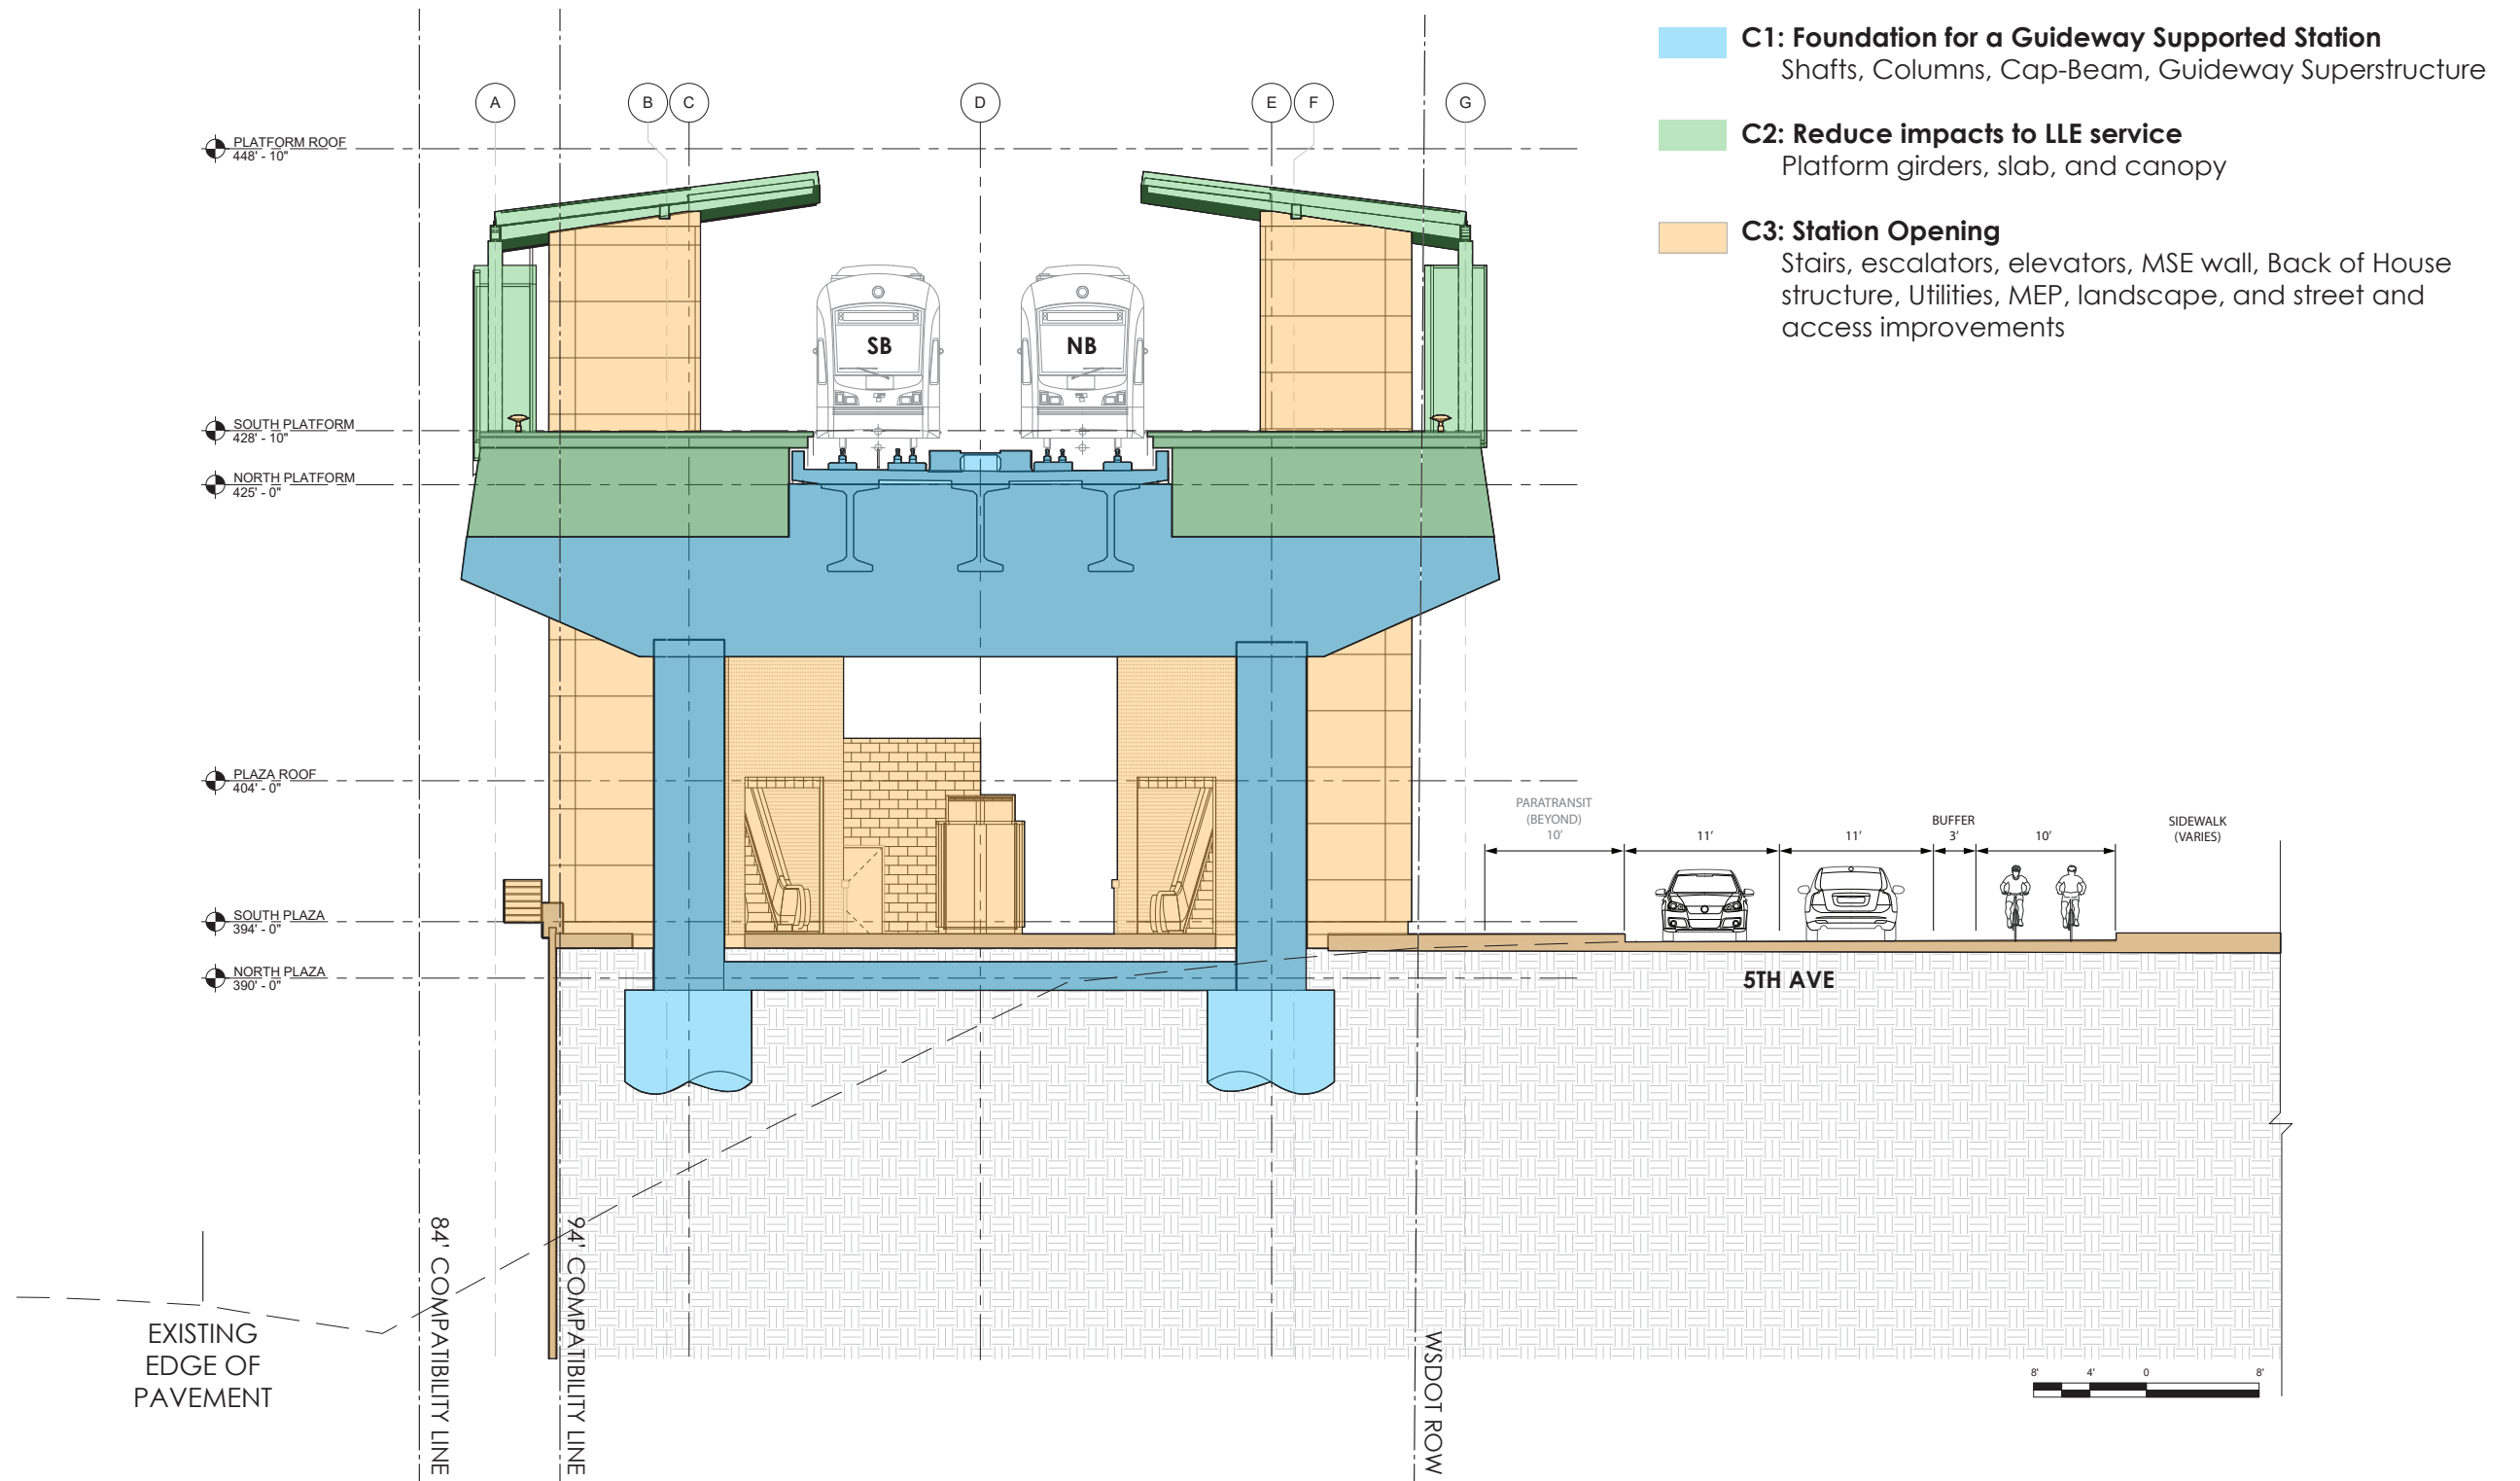 C1: Foundation for a Guideway Supported Station
Shafts, Columns, Cap-Beam, Guideway Superstructure
C2: Reduce impacts to LLE service
Platform girders, slab, and canopy
C3: Station Opening
Stairs, escalators, elevators, MSE wall, Back of House
structure, Utilities, MEP, landscape, and street and
access improvements
A
B
C
D
E
F
G
PLATFORM ROOF
448' - 10"
SB
NB
SOUTH PLATFORM
428' - 10"
NORTH PLATFORM
425' - 0"
PLAZA ROOF
404' - 0"
PARATRANSIT
(BEYOND)
10'
11'
11'
BUFFER
3'
10'
SIDEWALK
(VARIES)
SOUTH PLAZA
394' - 0"
NORTH PLAZA
390' - 0"
5TH AVE
EXISTING
EDGE OF
PAVEMENT
84' COMPATIBILITY LINE
94' COMPATIBILITY LINE
WSDOT ROW
8'
4'
0
8'